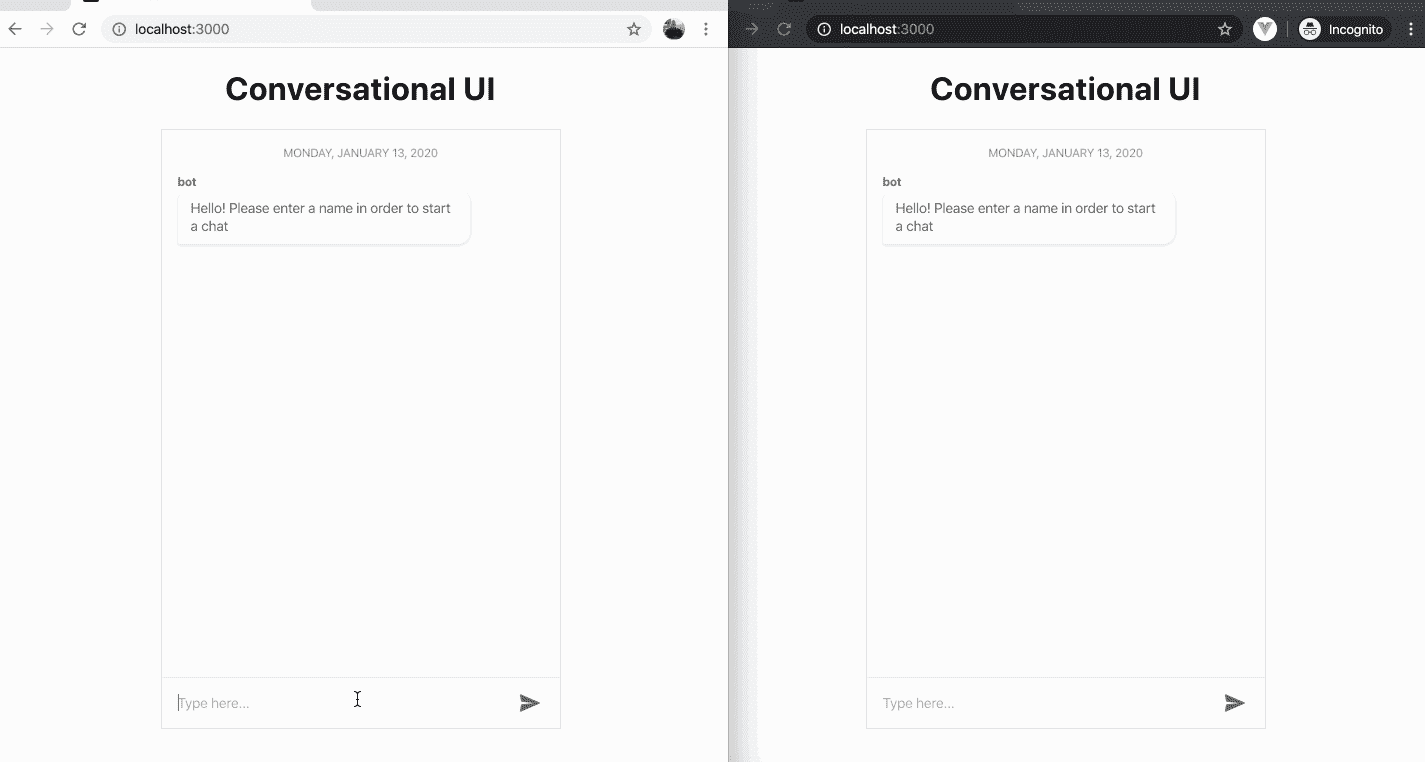 localhost:3000
Conversational UI
MONDAY, JANUARY 13, 2020
bot
Hello! Please enter a name in order to start
a chat
Type here...
localhost:3000
Incognito
Conversational UI
MONDAY, JANUARY 13, 2020
bot
Hello! Please enter a name in order to start
a chat
Type here...